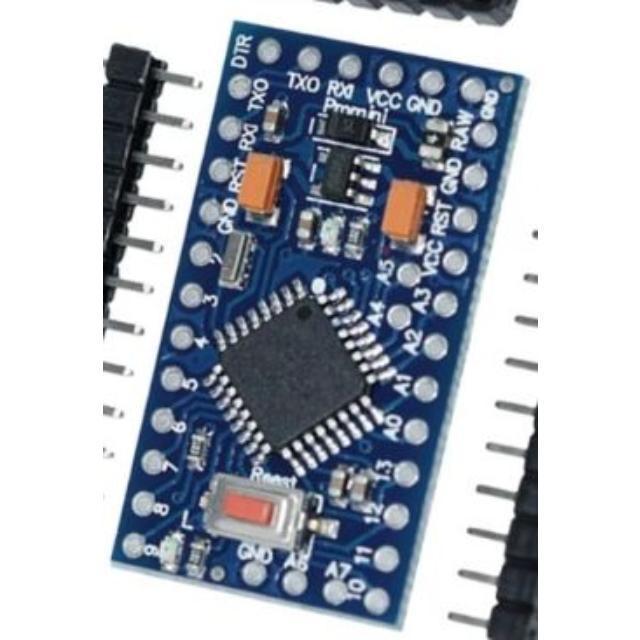 DTR TXO RXI VCC GND GND
Promini
TXO
RXI
RST
GND
2
3
4
5
6
7
8
9
RAW
GND
RST
VCC
A5 A3
A4 A2
A1
A0
13
12
11
10
Reset
L
GND A6 A7